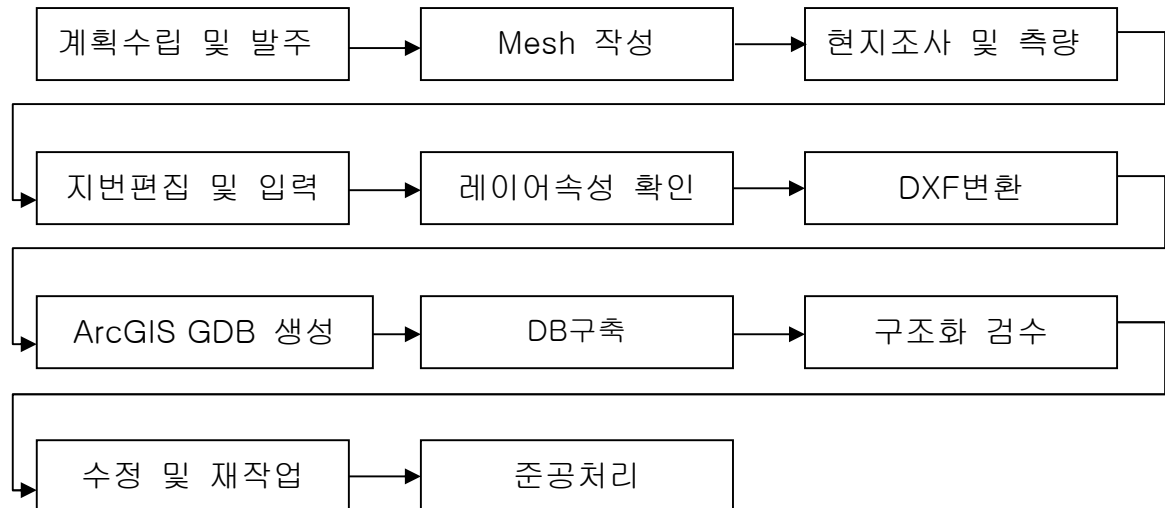 계획수립 및 발주
Mesh 작성
현지조사 및 측량
지번편집 및 입력
레이어속성 확인
DXF변환
ArcGIS GDB 생성
DB구축
구조화 검수
수정 및 재작업
준공처리